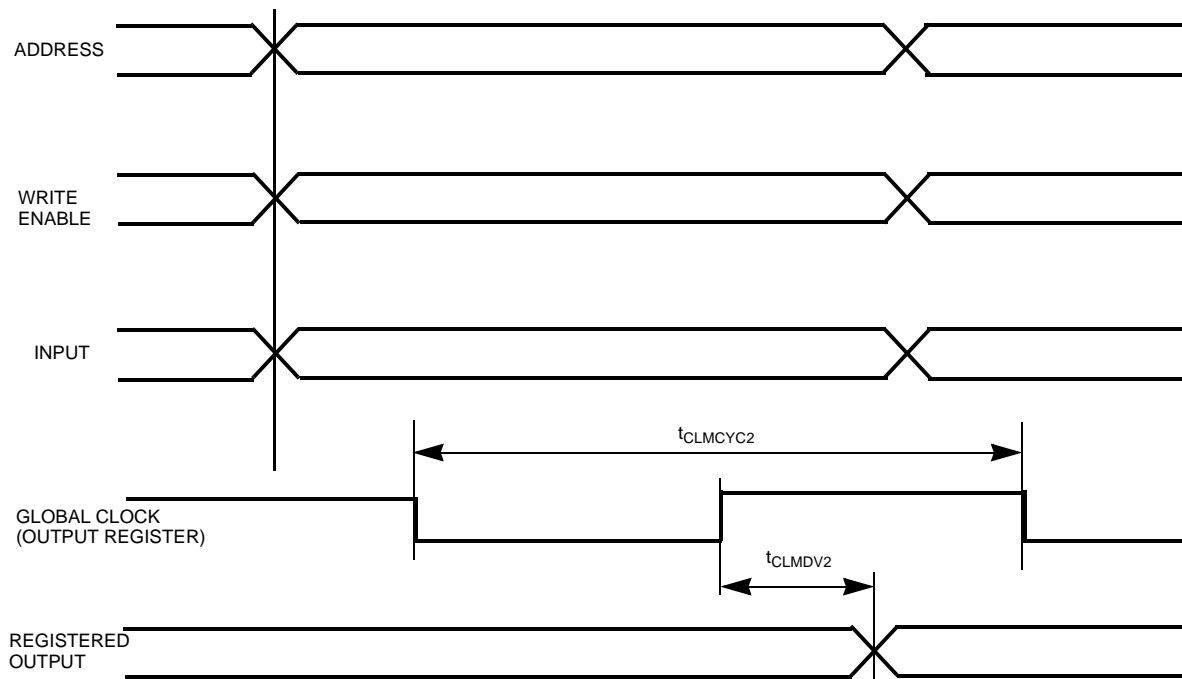 ADDRESS
WRITE
ENABLE
INPUT
tCLMCYC2
GLOBAL CLOCK
(OUTPUT REGISTER)
tCLMDV2
REGISTERED
OUTPUT